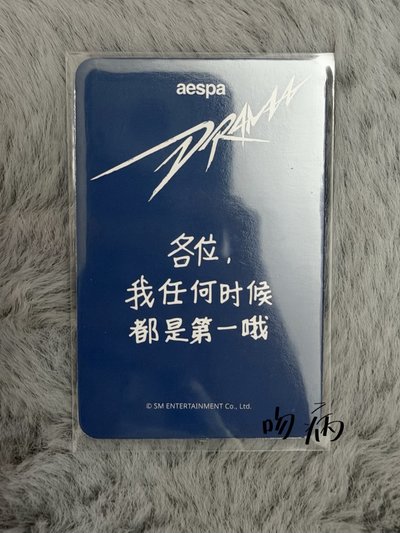 aespa
DRAMA
各位，
我任何时候
都是第一哦
© SM ENTERTAINMENT Co., Ltd.
吻病